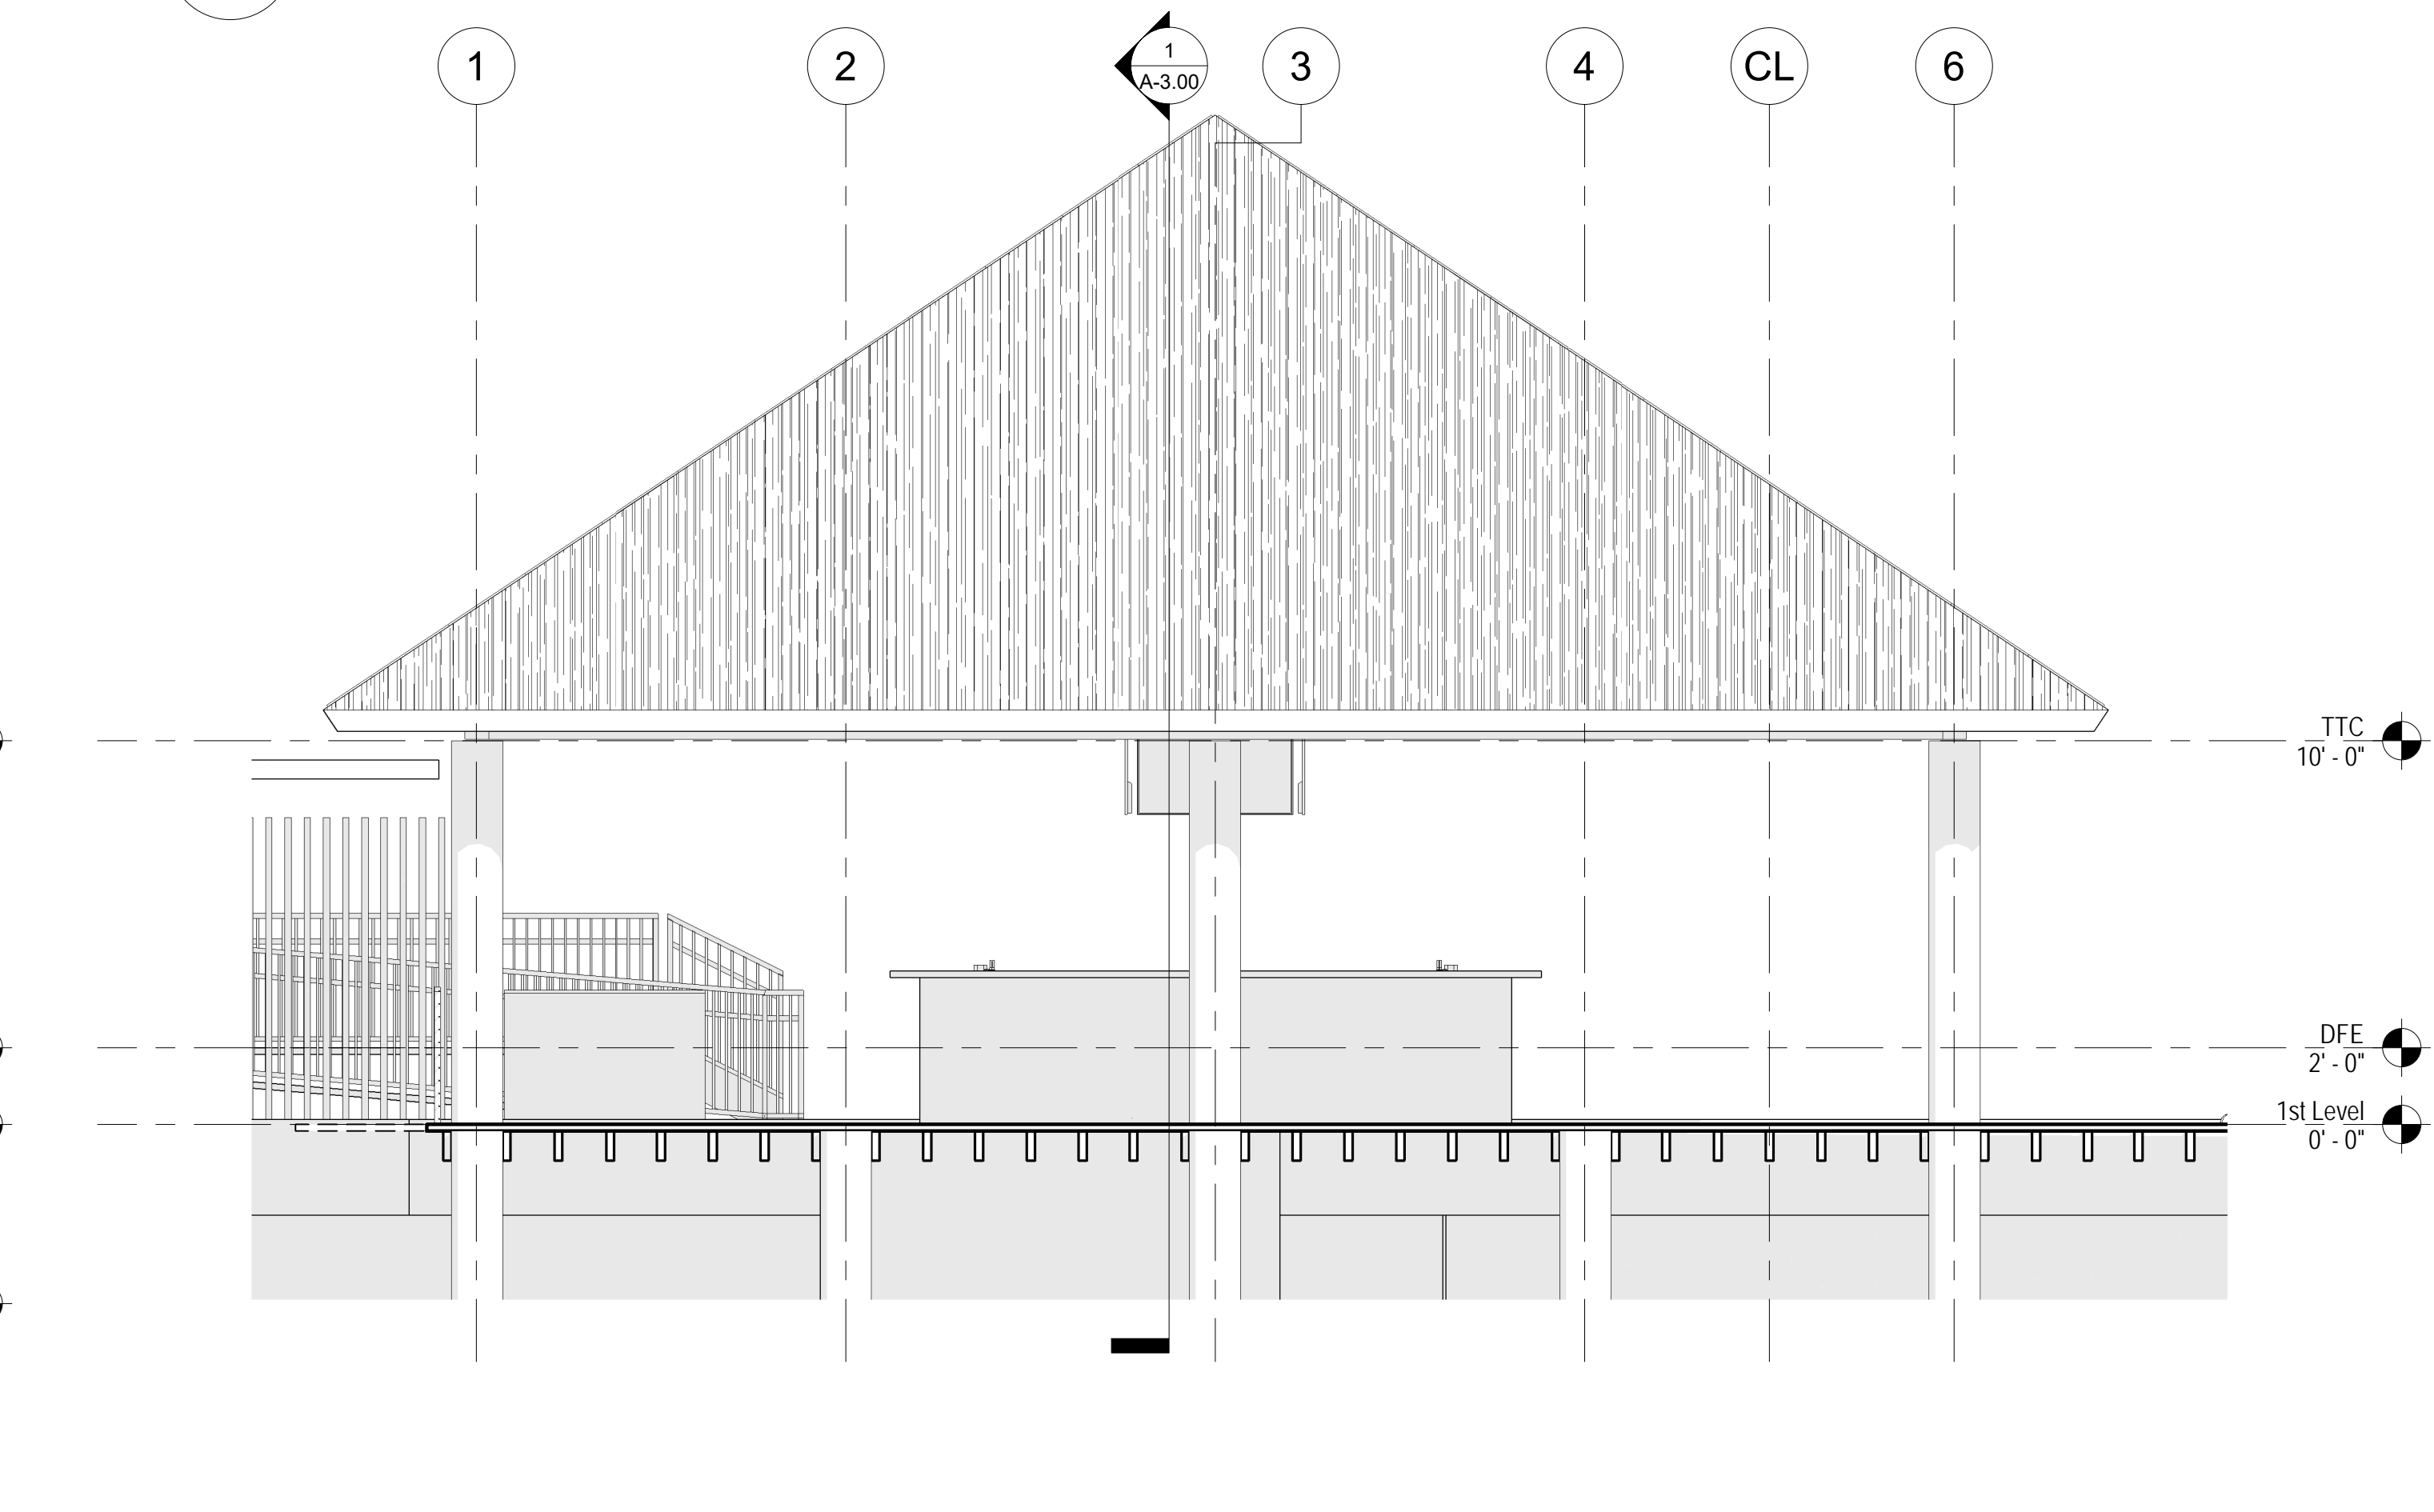 1
2
1
A-3.00
3
4
CL
6
TTC
10' - 0"
DFE
2' - 0"
1st Level
0' - 0"